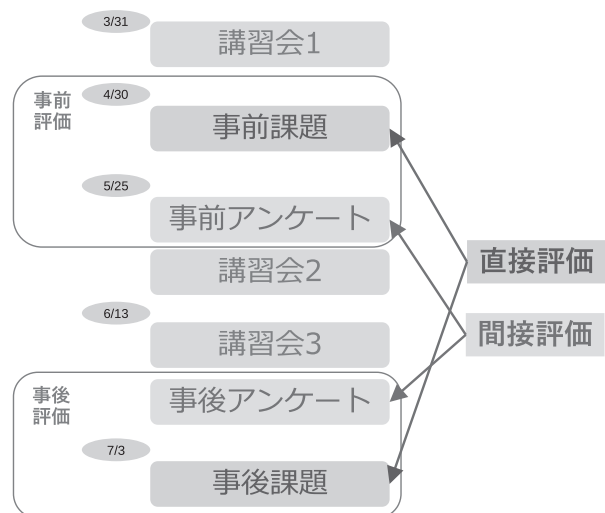 3/31
講習会1
事前
評価
4/30
事前課題
5/25
事前アンケート
講習会2
直接評価
6/13
講習会3
間接評価
事後
評価
事後アンケート
7/3
事後課題